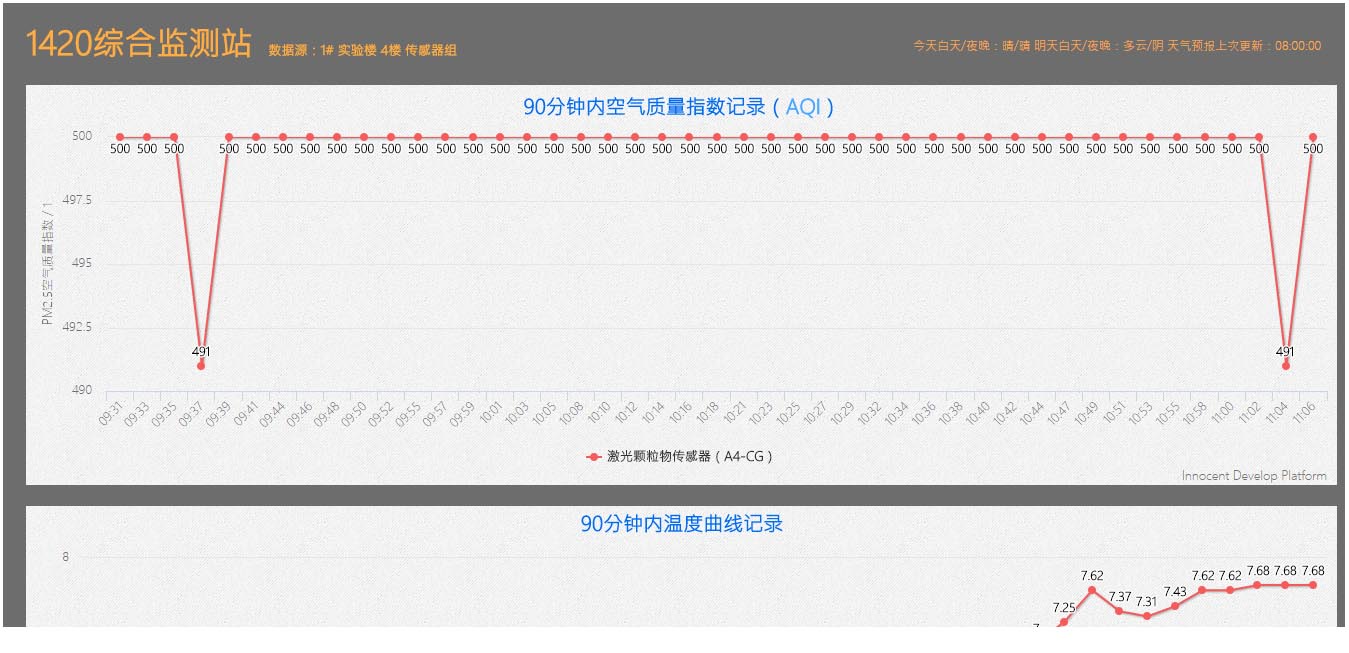 1420综合监测站 数据源：1# 实验楼 4楼 传感器组
今天白天/夜晚：晴/晴 明天白天/夜晚：多云/阴 天气预报上次更新：08:00:00
90分钟内空气质量指数记录（AQI）
PM2.5空气质量指数 / 1
500
497.5
495
492.5
490
500 500 500 500 500 500 500 500 500 500 500 500 500 500 500 500 500 500 500 500 500 500 500 500 500 500 500 500 500 500 500 500 500 500 500 500 500 500 500 500 500 500 500
491 491
09:31 09:33 09:35 09:37 09:39 09:41 09:44 09:46 09:48 09:50 09:52 09:55 09:57 09:59 10:01 10:03 10:05 10:08 10:10 10:12 10:14 10:16 10:18 10:21 10:23 10:25 10:27 10:29 10:32 10:34 10:36 10:38 10:40 10:42 10:44 10:47 10:49 10:51 10:53 10:55 10:58 11:00 11:02 11:04 11:06
激光颗粒物传感器（A4-CG）
Innocent Develop Platform
90分钟内温度曲线记录
8
7.25 7.62 7.37 7.31 7.43 7.62 7.62 7.68 7.68 7.68